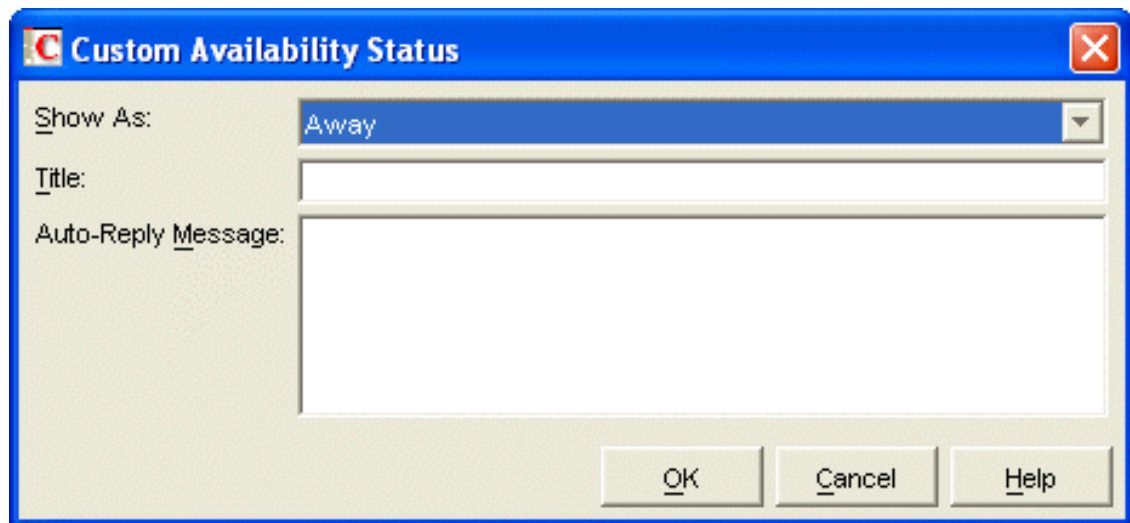 C Custom Availability Status
Show As: Away
Title:
Auto-Reply Message:
OK Cancel Help